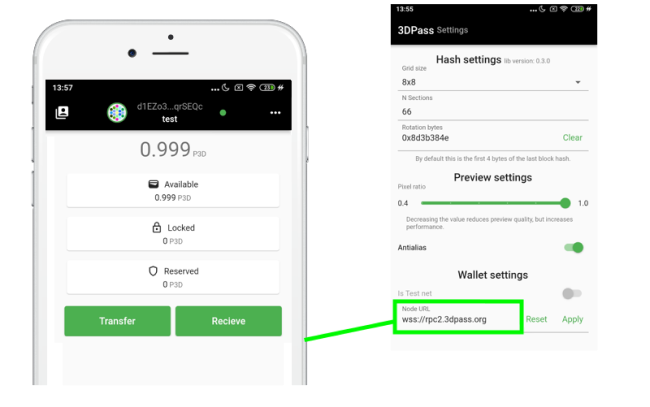 13:57
d1EZo3...qrSEQc
test
0.999 P3D
Available
0.999 P3D
Locked
0 P3D
Reserved
0 P3D
Transfer
Recieve
13:55
3DPass Settings
Hash settings lib version: 0.3.0
Grid size
8x8
N Sections
66
Rotation bytes
0x8d3b384e
Clear
By default this is the first 4 bytes of the last block hash.
Preview settings
Pixel ratio
0.4
1.0
Decreasing the value reduces preview quality, but increases
performance.
Antialias
Wallet settings
Is Test net
Node URL
wss://rpc2.3dpass.org
Reset
Apply